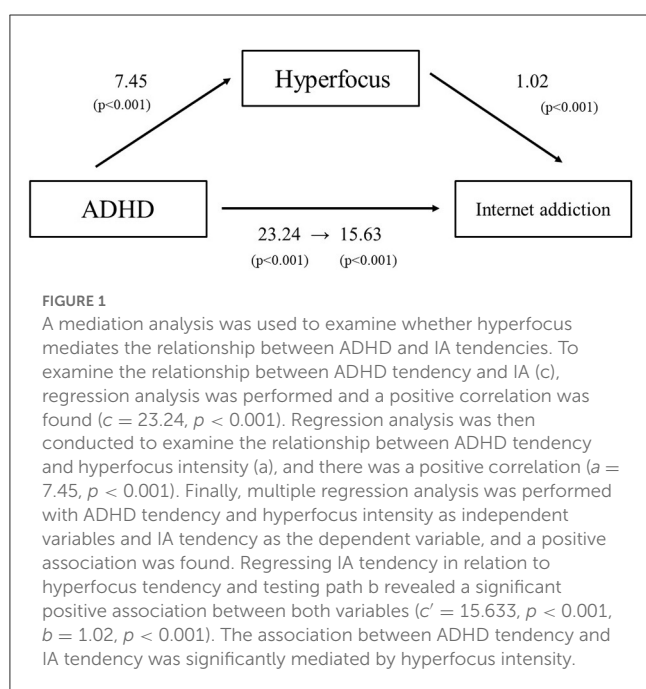 7.45
(p<0.001)
Hyperfocus
1.02
(p<0.001)
ADHD
Internet addiction
23.24 → 15.63
(p<0.001) (p<0.001)
FIGURE 1
A mediation analysis was used to examine whether hyperfocus
mediates the relationship between ADHD and IA tendencies. To
examine the relationship between ADHD tendency and IA (c),
regression analysis was performed and a positive correlation was
found (c = 23.24, p < 0.001). Regression analysis was then
conducted to examine the relationship between ADHD tendency
and hyperfocus intensity (a), and there was a positive correlation (a =
7.45, p < 0.001). Finally, multiple regression analysis was performed
with ADHD tendency and hyperfocus intensity as independent
variables and IA tendency as the dependent variable, and a positive
association was found. Regressing IA tendency in relation to
hyperfocus tendency and testing path b revealed a significant
positive association between both variables (c′ = 15.633, p < 0.001,
b = 1.02, p < 0.001). The association between ADHD tendency and
IA tendency was significantly mediated by hyperfocus intensity.